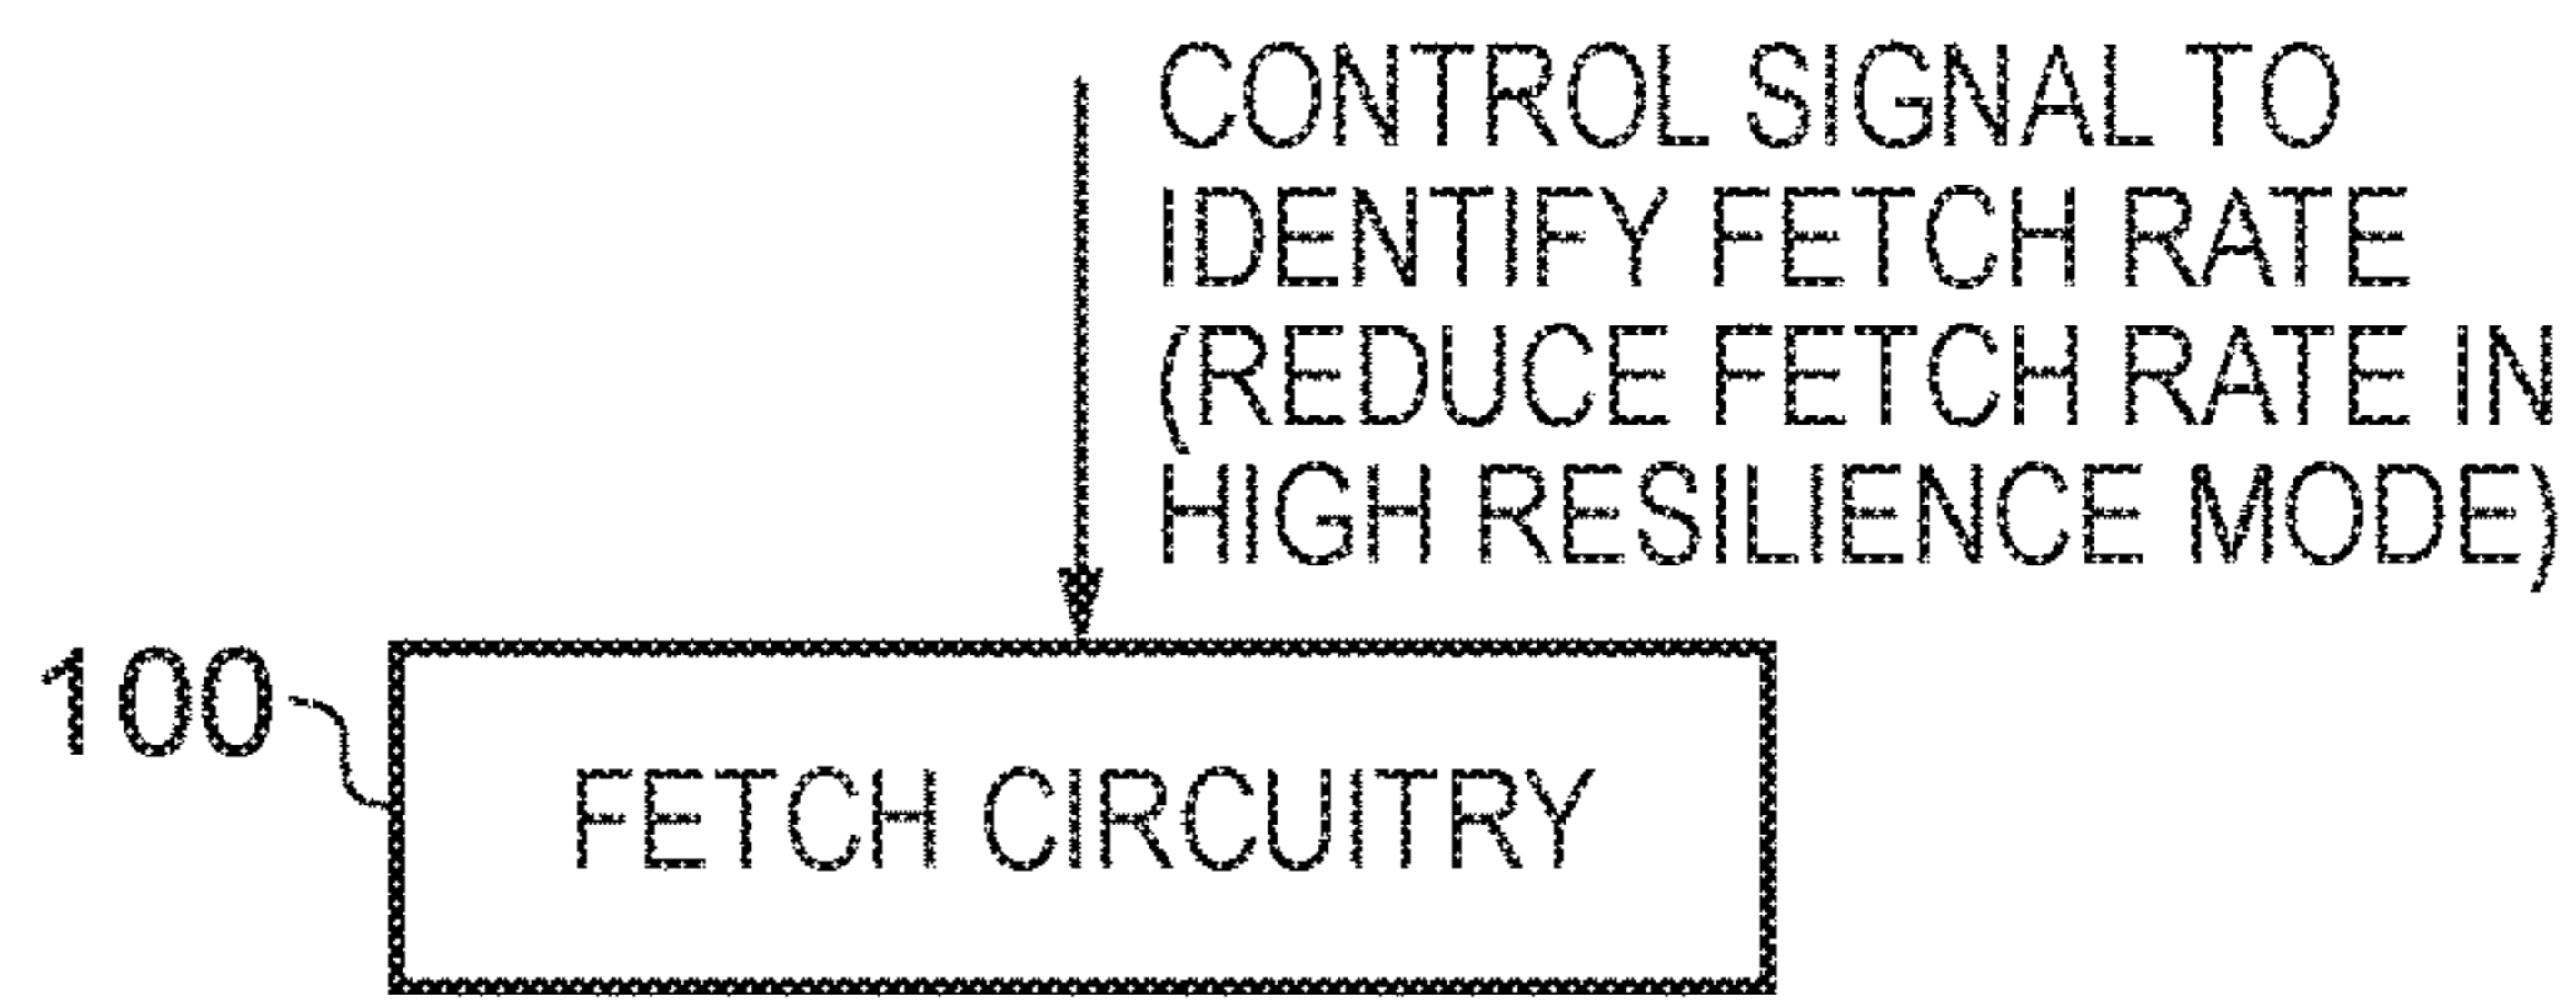 CONTROL SIGNAL TO
IDENTIFY FETCH RATE
(REDUCE FETCH RATE IN
HIGH RESILIENCE MODE)
100
FETCH CIRCUITRY